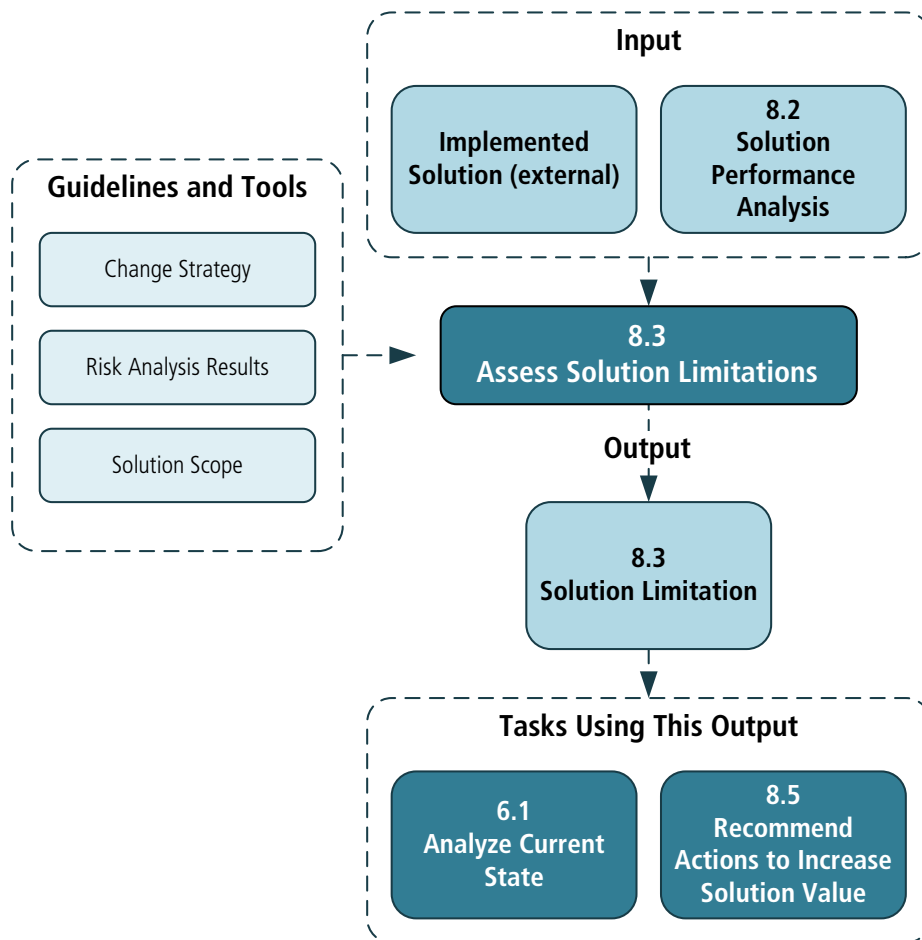 Input
Implemented
Solution (external)
8.2
Solution
Performance
Analysis
Guidelines and Tools
Change Strategy
Risk Analysis Results
Solution Scope
8.3
Assess Solution Limitations
Output
8.3
Solution Limitation
Tasks Using This Output
6.1
Analyze Current
State
8.5
Recommend
Actions to Increase
Solution Value